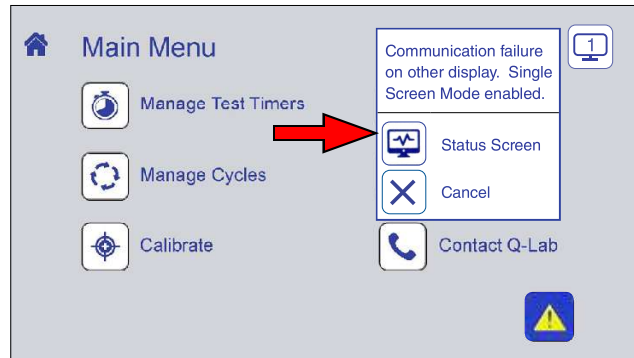 Main Menu
Communication failure
on other display.  Single
Screen Mode enabled.
1
Manage Test Timers
Status Screen
Manage Cycles
Cancel
Calibrate
Contact Q-Lab